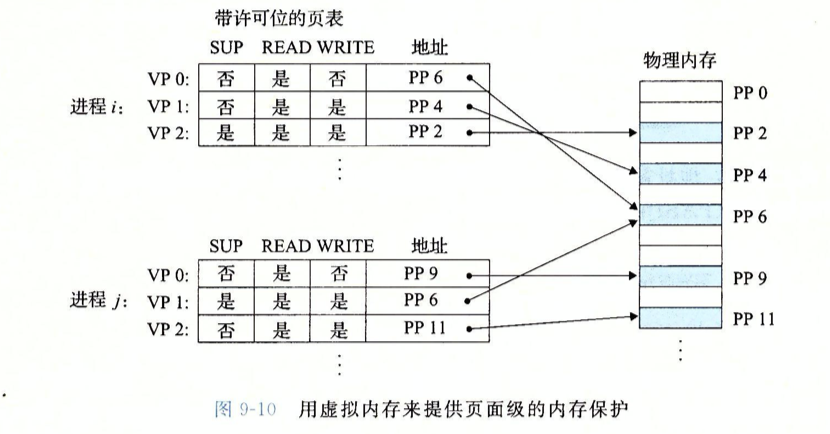 带许可位的页表
SUP READ WRITE 地址
VP 0: 否 是 否 PP 6
进程 i: VP 1: 否 是 是 PP 4
VP 2: 是 是 是 PP 2
⋮
SUP READ WRITE 地址
VP 0: 否 是 否 PP 9
进程 j: VP 1: 是 是 是 PP 6
VP 2: 否 是 是 PP 11
⋮
物理内存
PP 0
PP 2
PP 4
PP 6
PP 9
PP 11
⋮
图 9-10 用虚拟内存来提供页面级的内存保护